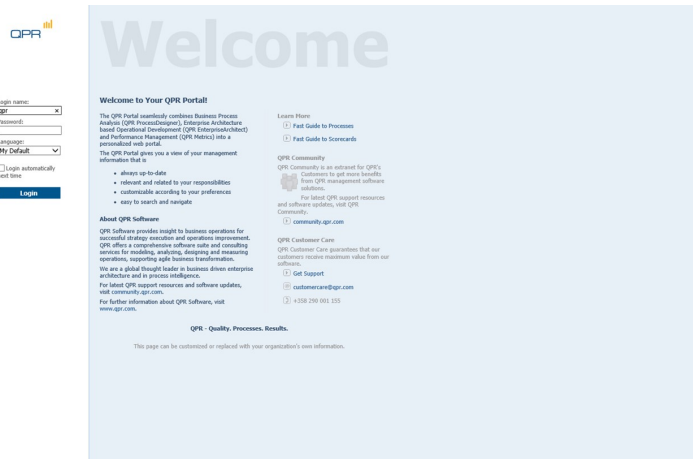 QPR
Login name:
qpr
Password:
Language:
My Default
Login automatically
next time
Login
Welcome
Welcome to Your QPR Portal!
The QPR Portal seamlessly combines Business Process
Analysis (QPR ProcessDesigner), Enterprise Architecture
based Operational Development (QPR EnterpriseArchitect)
and Performance Management (QPR Metrics) into a
personalized web portal.
The QPR Portal gives you a view of your management
information that is
always up-to-date
relevant and related to your responsibilities
customizable according to your preferences
easy to search and navigate
About QPR Software
QPR Software provides insight to business operations for
successful strategy execution and operations improvement.
QPR offers a comprehensive software suite and consulting
services for modeling, analyzing, designing and measuring
operations, supporting agile business transformation.
We are a global thought leader in business driven enterprise
architecture and in process intelligence.
For latest QPR support resources and software updates,
visit community.qpr.com.
For further information about QPR Software, visit
www.qpr.com.
Learn More
Fast Guide to Processes
Fast Guide to Scorecards
QPR Community
QPR Community is an extranet for QPR's
Customers to get more benefits
from QPR management software
solutions.
For latest QPR support resources
and software updates, visit QPR
Community.
community.qpr.com
QPR Customer Care
QPR Customer Care guarantees that our
customers receive maximum value from our
software.
Get Support
customercare@qpr.com
+358 290 001 155
QPR - Quality. Processes. Results.
This page can be customized or replaced with your organization's own information.